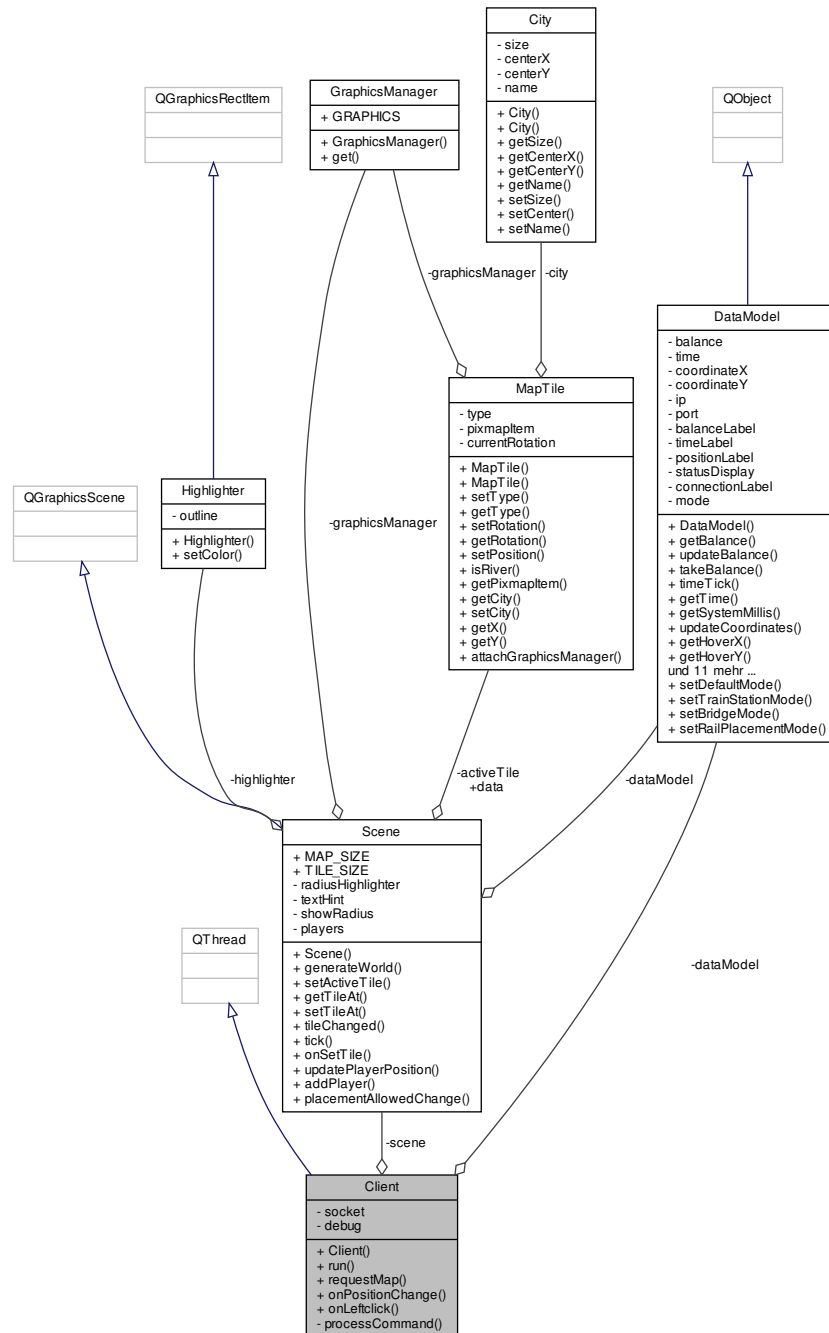 City
- size
- centerX
- centerY
- name
+ City()
+ City()
+ getSize()
+ getCenterX()
+ getCenterY()
+ getName()
+ setSize()
+ setCenter()
+ setName()
GraphicsManager
+ GRAPHICS
+ GraphicsManager()
+ get()
QGraphicsRectItem
QObject
-graphicsManager
-city
DataModel
- balance
- time
- coordinateX
- coordinateY
- ip
- port
- balanceLabel
- timeLabel
- positionLabel
- statusDisplay
- connectionLabel
- mode
+ DataModel()
+ getBalance()
+ updateBalance()
+ takeBalance()
+ timeTick()
+ getTime()
+ getSystemMillis()
+ updateCoordinates()
+ getHoverX()
+ getHoverY()
und 11 mehr ...
+ setDefaultMode()
+ setTrainStationMode()
+ setBridgeMode()
+ setRailPlacementMode()
MapTile
- type
- pixmapItem
- currentRotation
+ MapTile()
+ MapTile()
+ setType()
+ getType()
+ setRotation()
+ getRotation()
+ setPosition()
+ isRiver()
+ getPixmapItem()
+ getCity()
+ setCity()
+ getX()
+ getY()
+ attachGraphicsManager()
QGraphicsScene
Highlighter
- outline
+ Highlighter()
+ setColor()
-graphicsManager
-highlighter
-activeTile
+data
-dataModel
Scene
+ MAP_SIZE
+ TILE_SIZE
- radiusHighlighter
- textHint
- showRadius
- players
+ Scene()
+ generateWorld()
+ setActiveTile()
+ getTileAt()
+ setTileAt()
+ tileChanged()
+ tick()
+ onSetTile()
+ updatePlayerPosition()
+ addPlayer()
+ placementAllowedChange()
QThread
-dataModel
-scene
Client
- socket
- debug
+ Client()
+ run()
+ requestMap()
+ onPositionChange()
+ onLeftclick()
- processCommand()